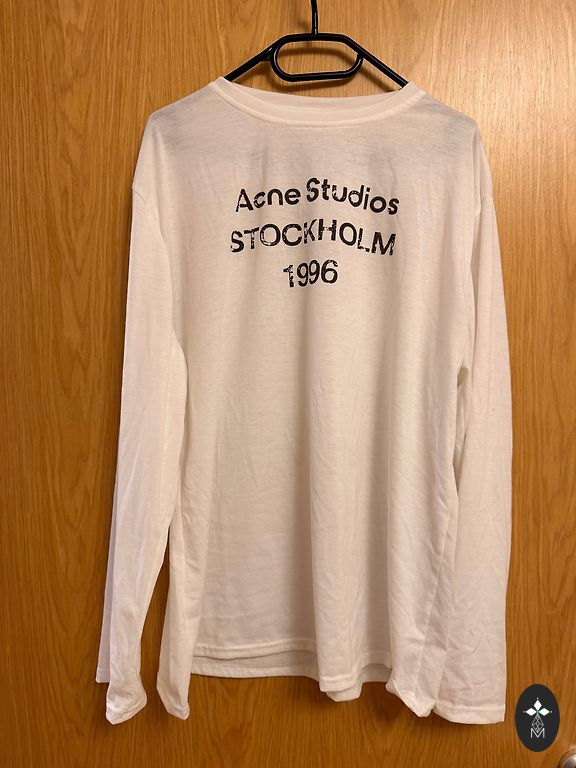 Acne Studios
STOCKHOLM
1996
M